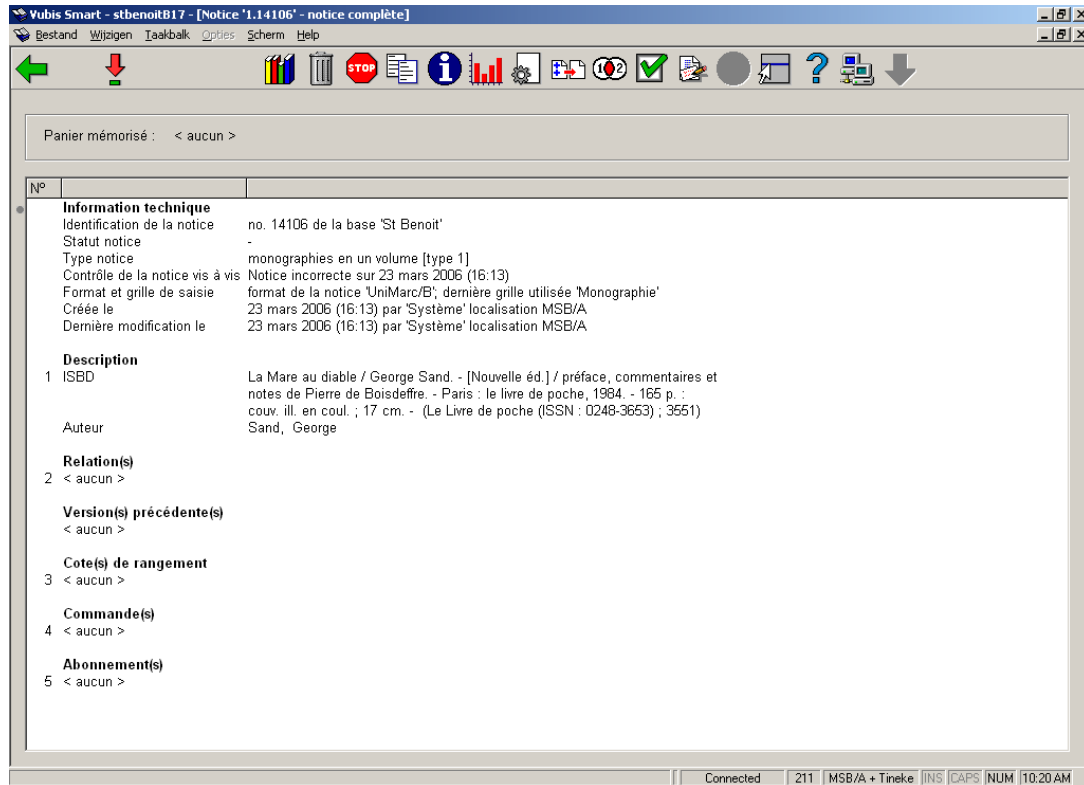 Vubis Smart - stbenoitB17 - [Notice '1.14106' - notice complète]
Bestand Wijzigen Taakbalk Opties Scherm Help
STOP 1 2
Panier mémorisé : < aucun >
Nº
Information technique
Identification de la notice no. 14106 de la base 'St Benoit'
Statut notice -
Type notice monographies en un volume [type 1]
Contrôle de la notice vis à vis Notice incorrecte sur 23 mars 2006 (16:13)
Format et grille de saisie format de la notice 'UniMarc/B'; dernière grille utilisée 'Monographie'
Créée le 23 mars 2006 (16:13) par 'Système' localisation MSB/A
Dernière modification le 23 mars 2006 (16:13) par 'Système' localisation MSB/A
Description
1 ISBD La Mare au diable / George Sand. - [Nouvelle éd.] / préface, commentaires et
notes de Pierre de Boisdeffre. - Paris : le livre de poche, 1984. - 165 p. :
couv. ill. en coul. ; 17 cm. - (Le Livre de poche (ISSN : 0248-3653) ; 3551)
Auteur Sand, George
Relation(s)
2 < aucun >
Version(s) précédente(s)
< aucun >
Cote(s) de rangement
3 < aucun >
Commande(s)
4 < aucun >
Abonnement(s)
5 < aucun >
Connected 211 MSB/A + Tineke INS CAPS NUM 10:20 AM